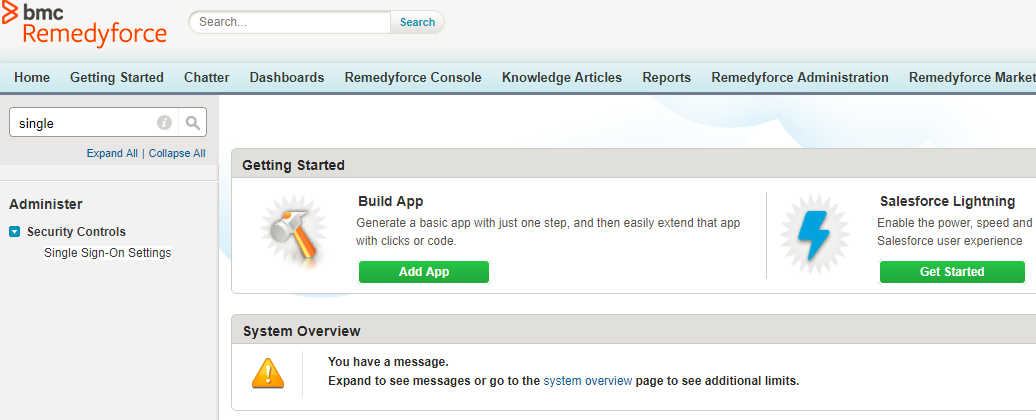 bmc
Remedyforce
Search...
Search
Home Getting Started Chatter Dashboards Remedyforce Console Knowledge Articles Reports Remedyforce Administration Remedyforce Market
single
Expand All | Collapse All
Administer
Security Controls
Single Sign-On Settings
Getting Started
Build App
Generate a basic app with just one step, and then easily extend that app
with clicks or code.
Add App
Salesforce Lightning
Enable the power, speed and
Salesforce user experience
Get Started
System Overview
You have a message.
Expand to see messages or go to the system overview page to see additional limits.